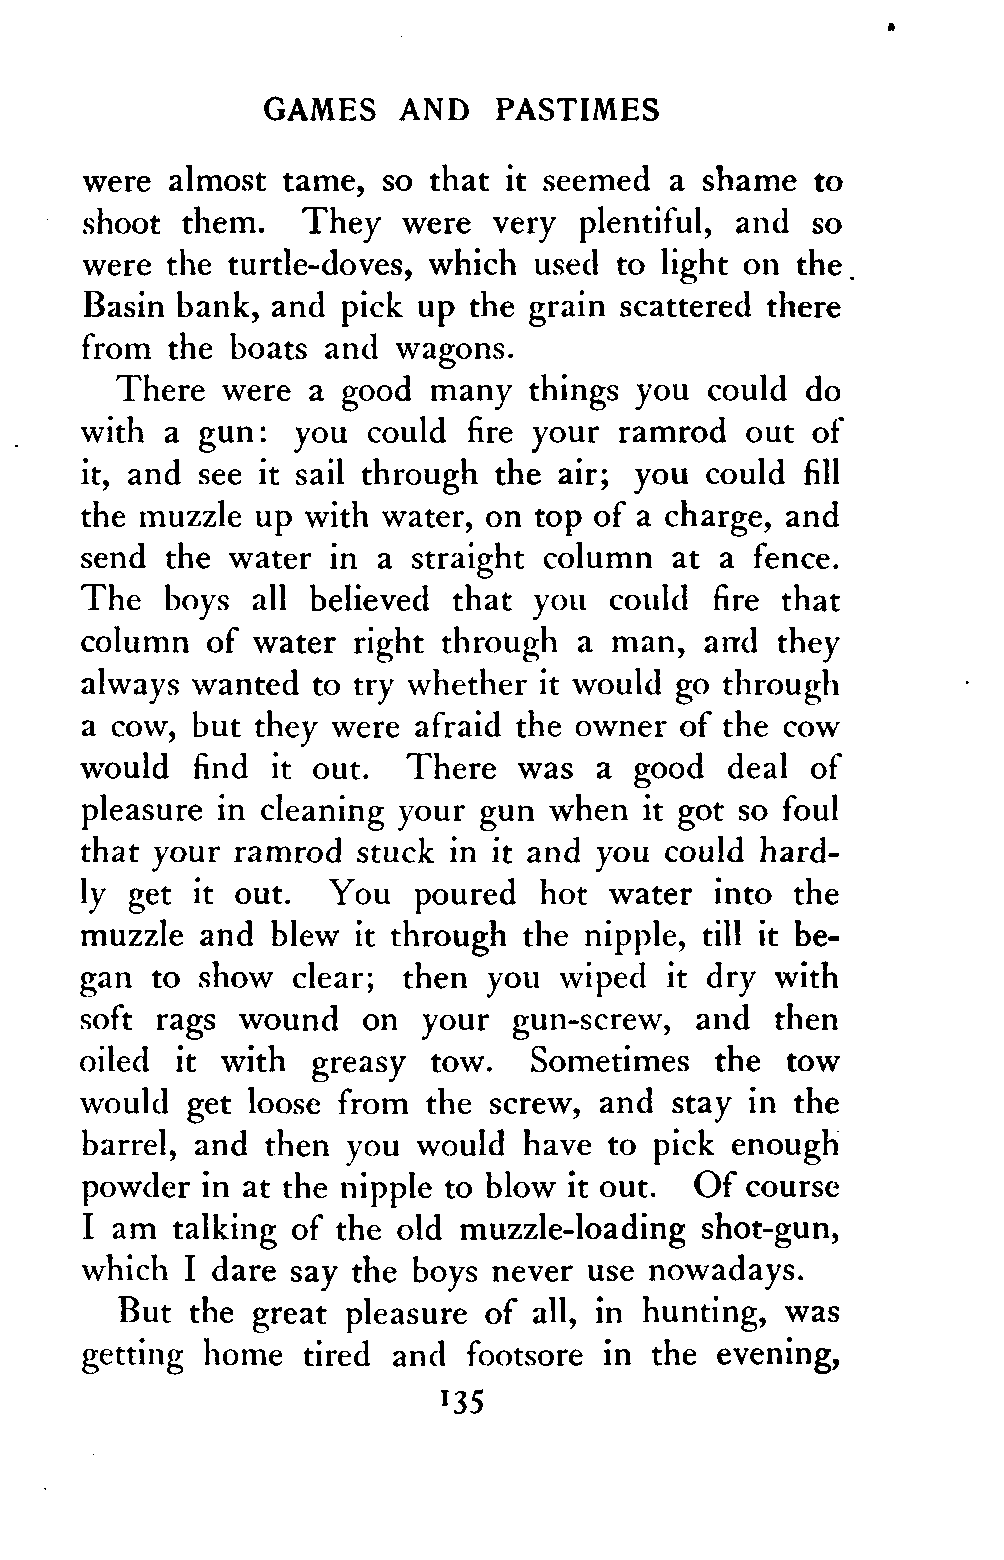 GAMES AND PASTIMES
were almost tame, so that it seemed a shame to
shoot them. They were very plentiful, and so
were the turtle-doves, which used to light on the
Basin bank, and pick up the grain scattered there
from the boats and wagons.
There were a good many things you could do
with a gun: you could fire your ramrod out of
it, and see it sail through the air; you could fill
the muzzle up with water, on top of a charge, and
send the water in a straight column at a fence.
The boys all believed that you could fire that
column of water right through a man, and they
always wanted to try whether it would go through
a cow, but they were afraid the owner of the cow
would find it out. There was a good deal of
pleasure in cleaning your gun when it got so foul
that your ramrod stuck in it and you could hard-
ly get it out. You poured hot water into the
muzzle and blew it through the nipple, till it be-
gan to show clear; then you wiped it dry with
soft rags wound on your gun-screw, and then
oiled it with greasy tow. Sometimes the tow
would get loose from the screw, and stay in the
barrel, and then you would have to pick enough
powder in at the nipple to blow it out. Of course
I am talking of the old muzzle-loading shot-gun,
which I dare say the boys never use nowadays.
But the great pleasure of all, in hunting, was
getting home tired and footsore in the evening,
135